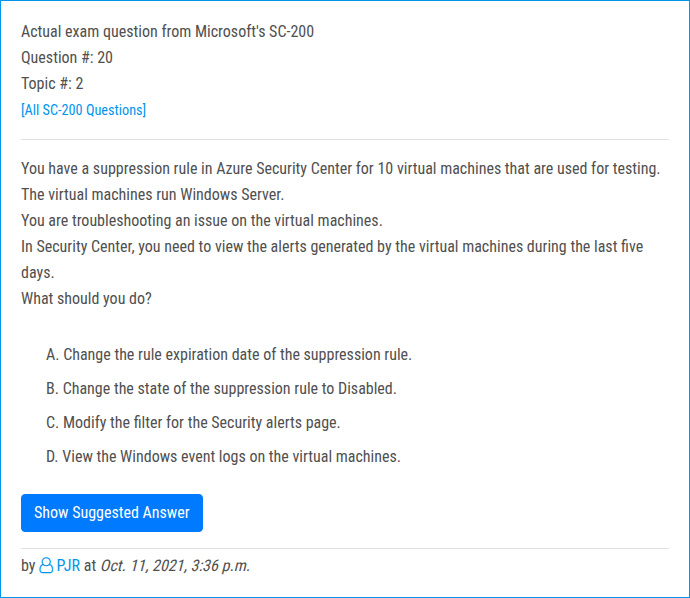 Actual exam question from Microsoft's SC-200
Question #: 20
Topic #: 2
[All SC-200 Questions]
You have a suppression rule in Azure Security Center for 10 virtual machines that are used for testing.
The virtual machines run Windows Server.
You are troubleshooting an issue on the virtual machines.
In Security Center, you need to view the alerts generated by the virtual machines during the last five
days.
What should you do?
A. Change the rule expiration date of the suppression rule.
B. Change the state of the suppression rule to Disabled.
C. Modify the filter for the Security alerts page.
D. View the Windows event logs on the virtual machines.
Show Suggested Answer
by PJR at Oct. 11, 2021, 3:36 p.m.